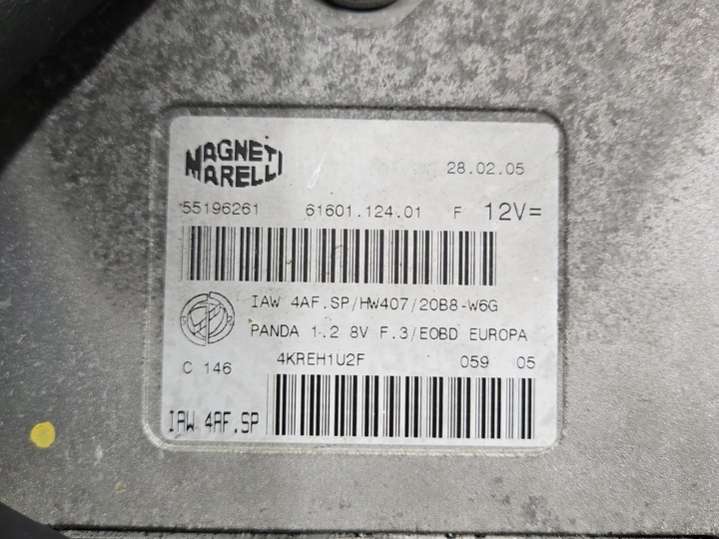 MAGNETI
MARELLI
28.02.05
55196261 61601.124.01 F 12V=
IAW 4AF.SP/HW407/20B8-W6G
PANDA 1.2 8V F.3/EOBD EUROPA
C 146 4KREH1U2F 059 05
IAW 4AF.SP